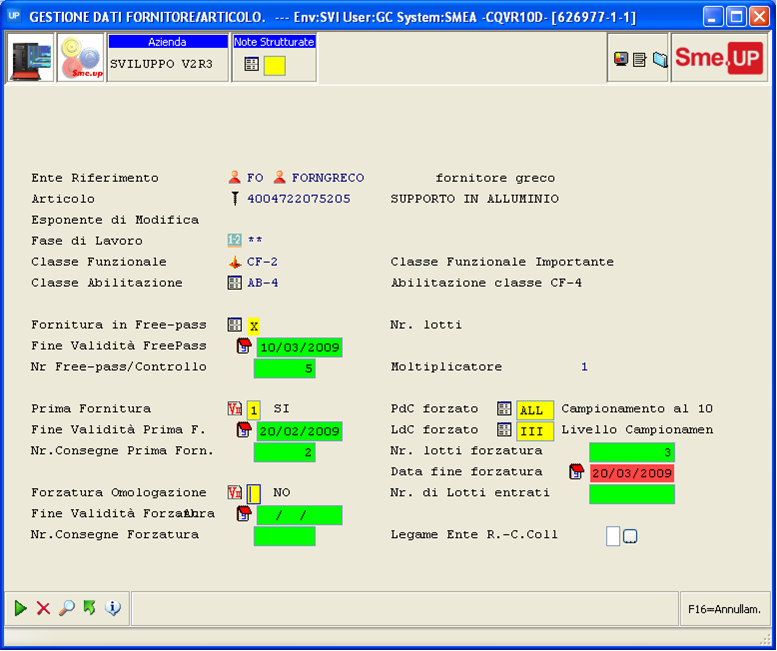 UP GESTIONE DATI FORNITORE/ARTICOLO. --- Env:SVI User:GC System:SMEA -CQVR10D- [626977-1-1]
Azienda
Note Strutturate
SVILUPPO V2R3
Sme.up
Sme.UP
Ente Riferimento FO FORNGRECO fornitore greco
Articolo 4004722075205 SUPPORTO IN ALLUMINIO
Esponente di Modifica
Fase di Lavoro **
Classe Funzionale CF-2 Classe Funzionale Importante
Classe Abilitazione AB-4 Abilitazione classe CF-4
Fornitura in Free-pass X Nr. lotti
Fine Validità FreePass 10/03/2009
Nr Free-pass/Controllo 5 Moltiplicatore 1
Prima Fornitura V= 1 SI PdC forzato ALL Campionamento al 10
Fine Validità Prima F. 20/02/2009 LdC forzato III Livello Campionamen
Nr.Consegne Prima Forn. 2 Nr. lotti forzatura 3
Data fine forzatura 20/03/2009
Forzatura Omologazione V= NO Nr. di Lotti entrati
Fine Validità Forzatura / /
Nr.Consegne Forzatura Legame Ente R.-C.Coll
F16=Annullam.